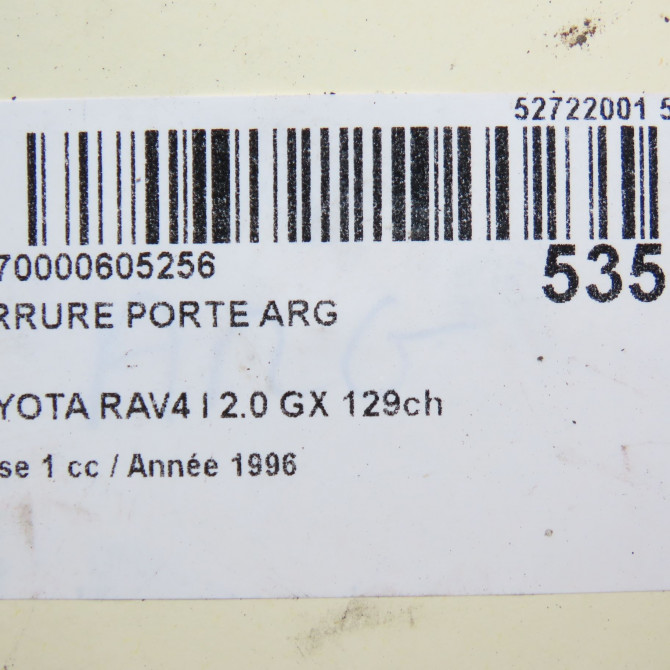 52722001 5
70000605256
535
RRURE PORTE ARG
YOTA RAV4 I 2.0 GX 129ch
se 1 cc / Année 1996